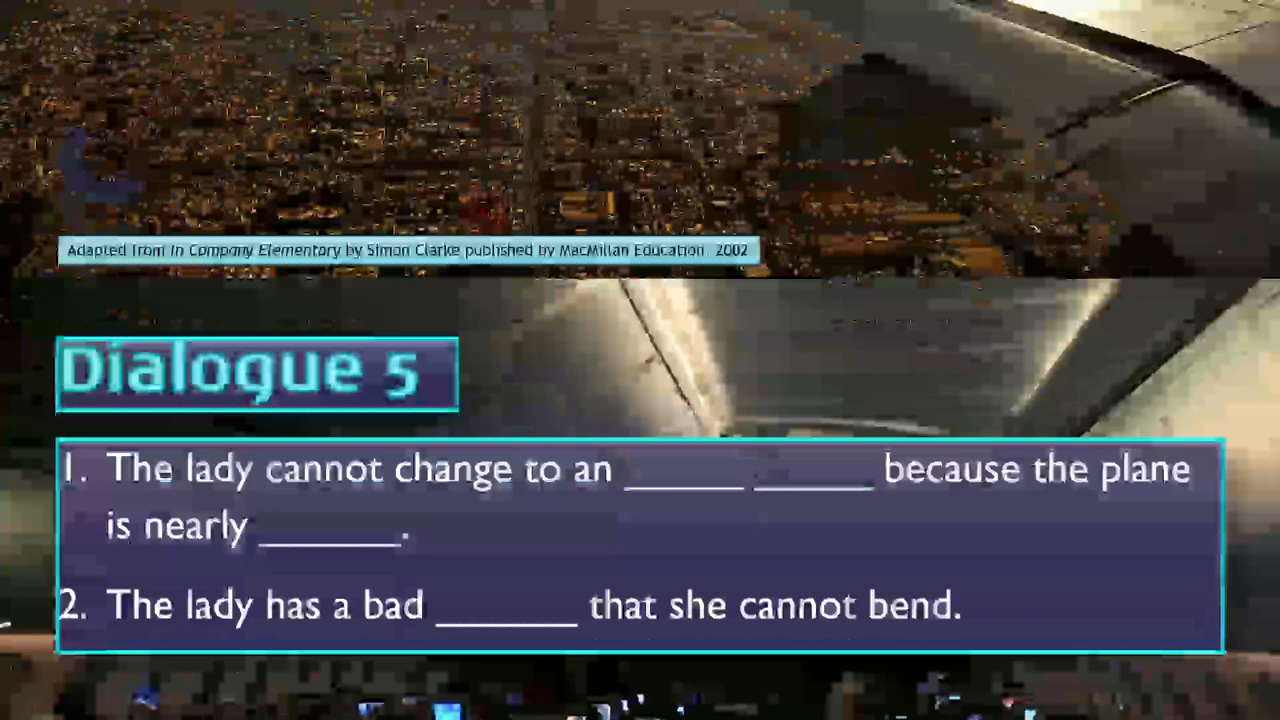 Adapted from In Company Elementary by Simon Clarke published by MacMillan Education 2002
Dialogue 5
1. The lady cannot change to an ______ ______ because the plane
is nearly _______.
2. The lady has a bad _______ that she cannot bend.